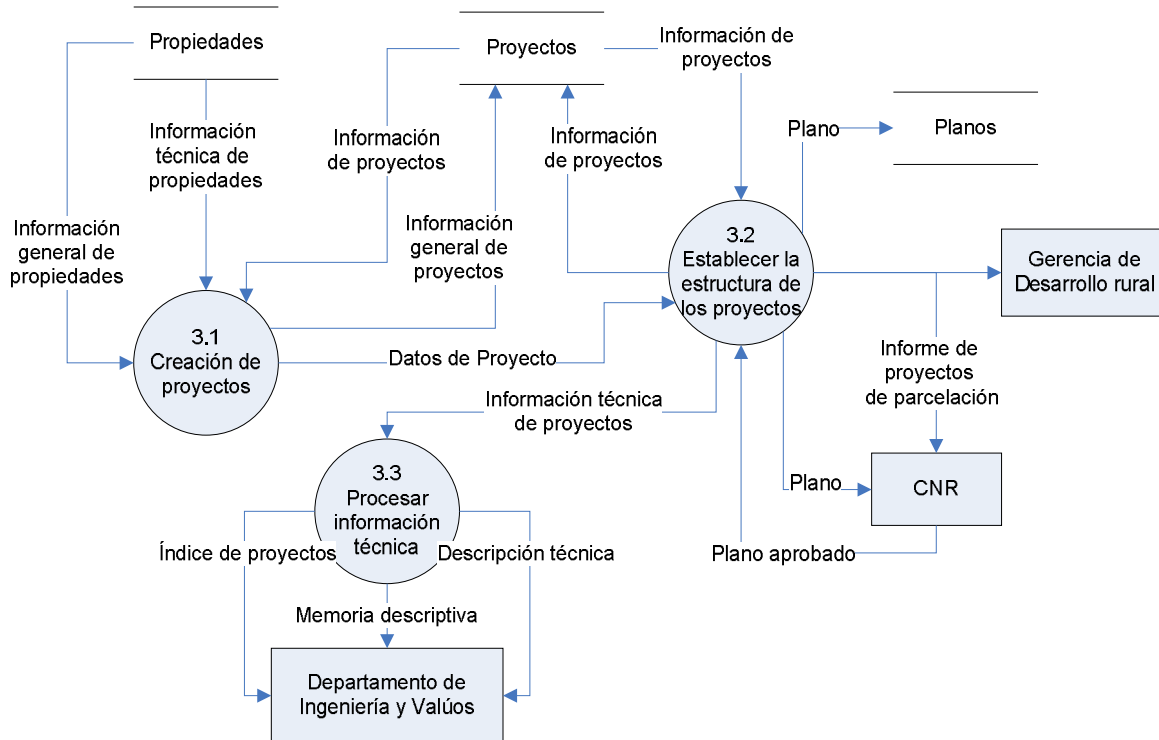 Propiedades
Proyectos
Información de
proyectos
Plano
Planos
Información
técnica de
propiedades
Información
de proyectos
Información
de proyectos
Información
general de
propiedades
Información
general de
proyectos
3.2
Establecer la
estructura de
los proyectos
Gerencia de
Desarrollo rural
3.1
Creación de
proyectos
Datos de Proyecto
Informe de
proyectos
de parcelación
Información técnica
de proyectos
3.3
Procesar
información
técnica
Plano
CNR
Índice de proyectos
Descripción técnica
Plano aprobado
Memoria descriptiva
Departamento de
Ingeniería y Valúos